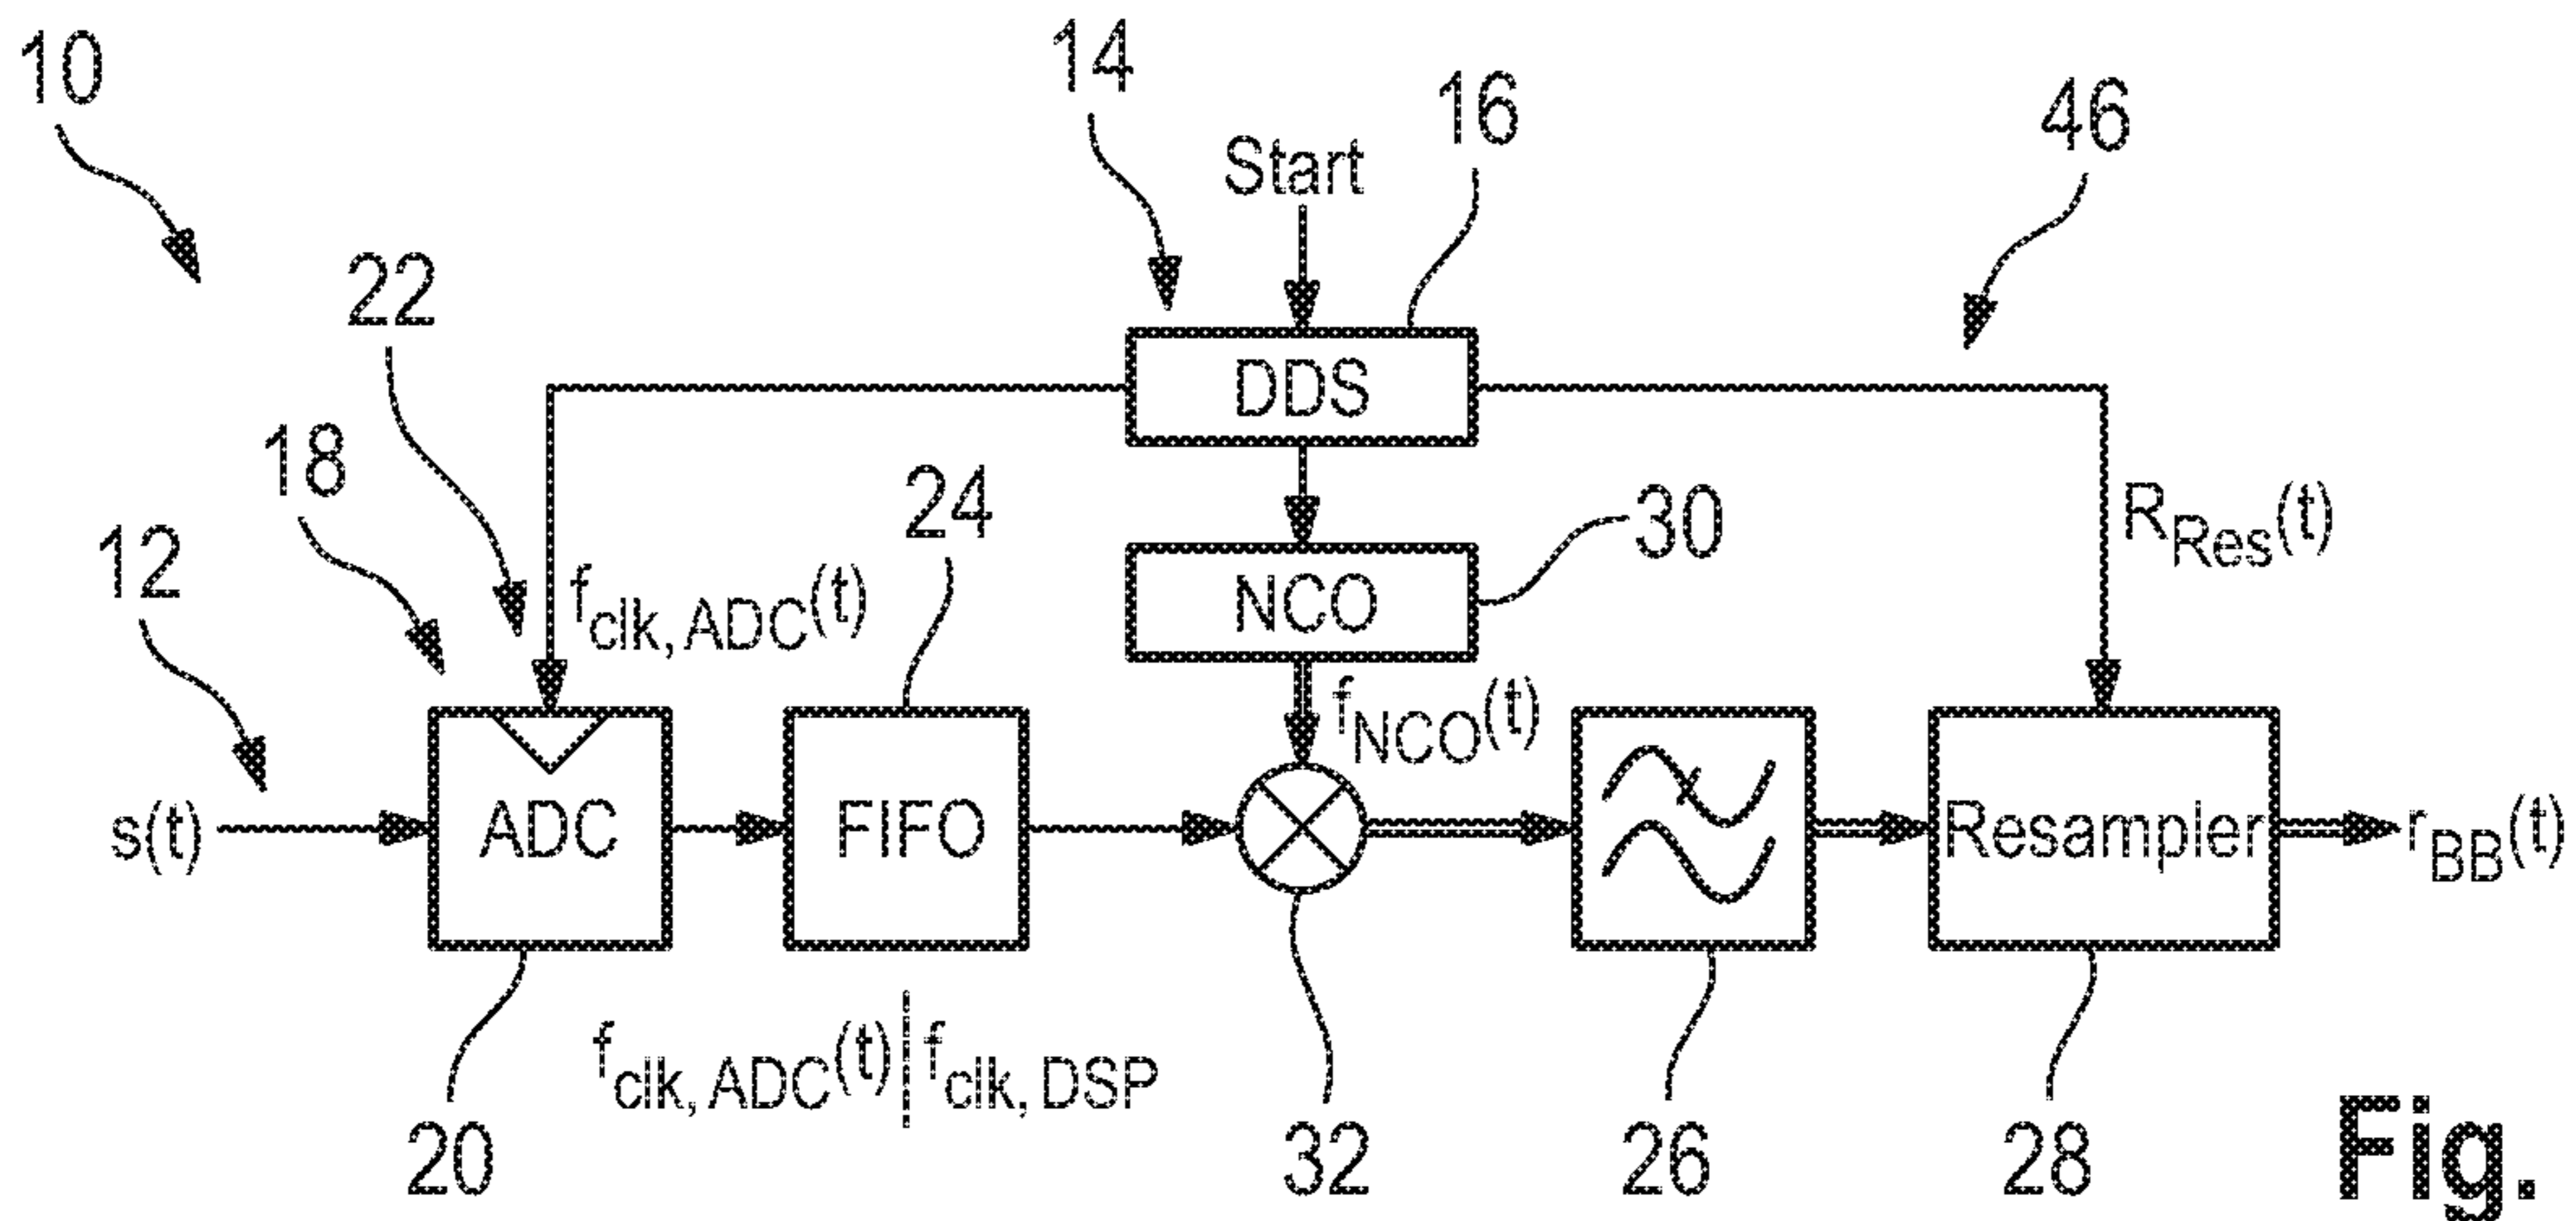 10
14
16
Start
46
22
DDS
18
24
R_Res(t)
12
30
f_clk, ADC(t)
NCO
f_NCO(t)
s(t)
ADC
FIFO
Resampler
r_BB(t)
f_clk, ADC(t) | f_clk, DSP
20
32
26
28
Fig.